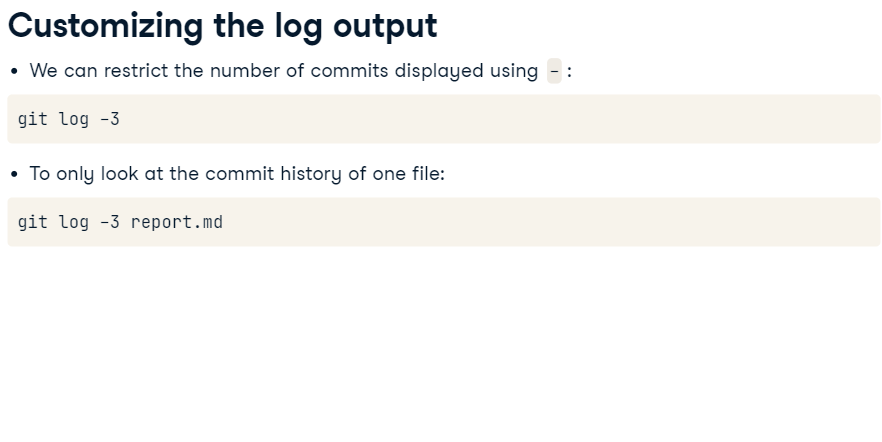 Customizing the log output
• We can restrict the number of commits displayed using - :
git log -3
• To only look at the commit history of one file:
git log -3 report.md